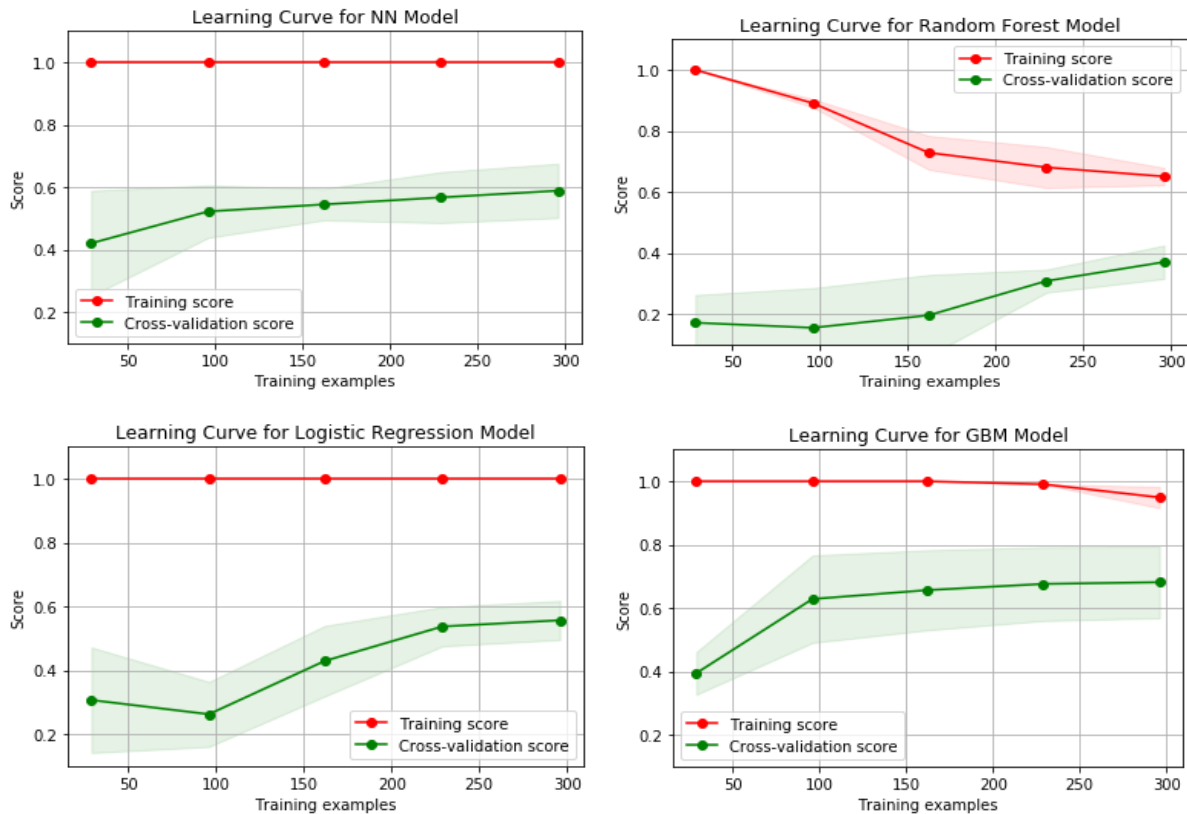 Learning Curve for NN Model
1.0
0.8
0.6
0.4
0.2
Score
Training score
Cross-validation score
50 100 150 200 250 300
Training examples
Learning Curve for Random Forest Model
1.0
0.8
0.6
0.4
0.2
Score
Training score
Cross-validation score
50 100 150 200 250 300
Training examples
Learning Curve for Logistic Regression Model
1.0
0.8
0.6
0.4
0.2
Score
Training score
Cross-validation score
50 100 150 200 250 300
Training examples
Learning Curve for GBM Model
1.0
0.8
0.6
0.4
0.2
Score
Training score
Cross-validation score
50 100 150 200 250 300
Training examples